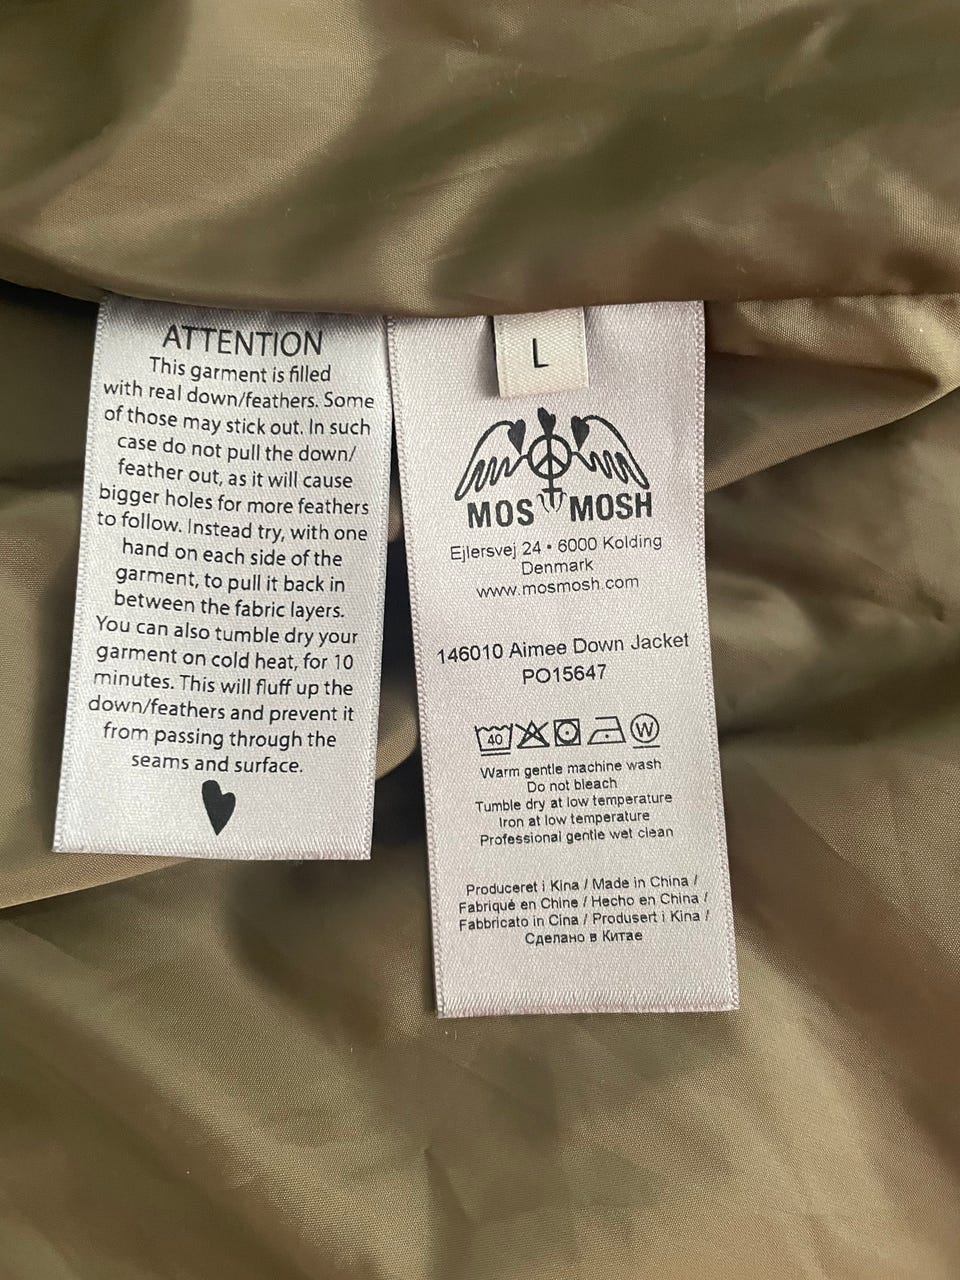 ATTENTION
This garment is filled
with real down/feathers. Some
of those may stick out. In such
case do not pull the down/
feather out, as it will cause
bigger holes for more feathers
to follow. Instead try, with one
hand on each side of the
garment, to pull it back in
between the fabric layers.
You can also tumble dry your
garment on cold heat, for 10
minutes. This will fluff up the
down/feathers and prevent it
from passing through the
seams and surface.
L
MOS MOSH
Ejlersvej 24 • 6000 Kolding
Denmark
www.mosmosh.com
146010 Aimee Down Jacket
PO15647
40 W
Warm gentle machine wash
Do not bleach
Tumble dry at low temperature
Iron at low temperature
Professional gentle wet clean
Produceret i Kina / Made in China /
Fabriqué en Chine / Hecho en China /
Fabbricato in Cina / Produsert i Kina /
Сделано в Китае